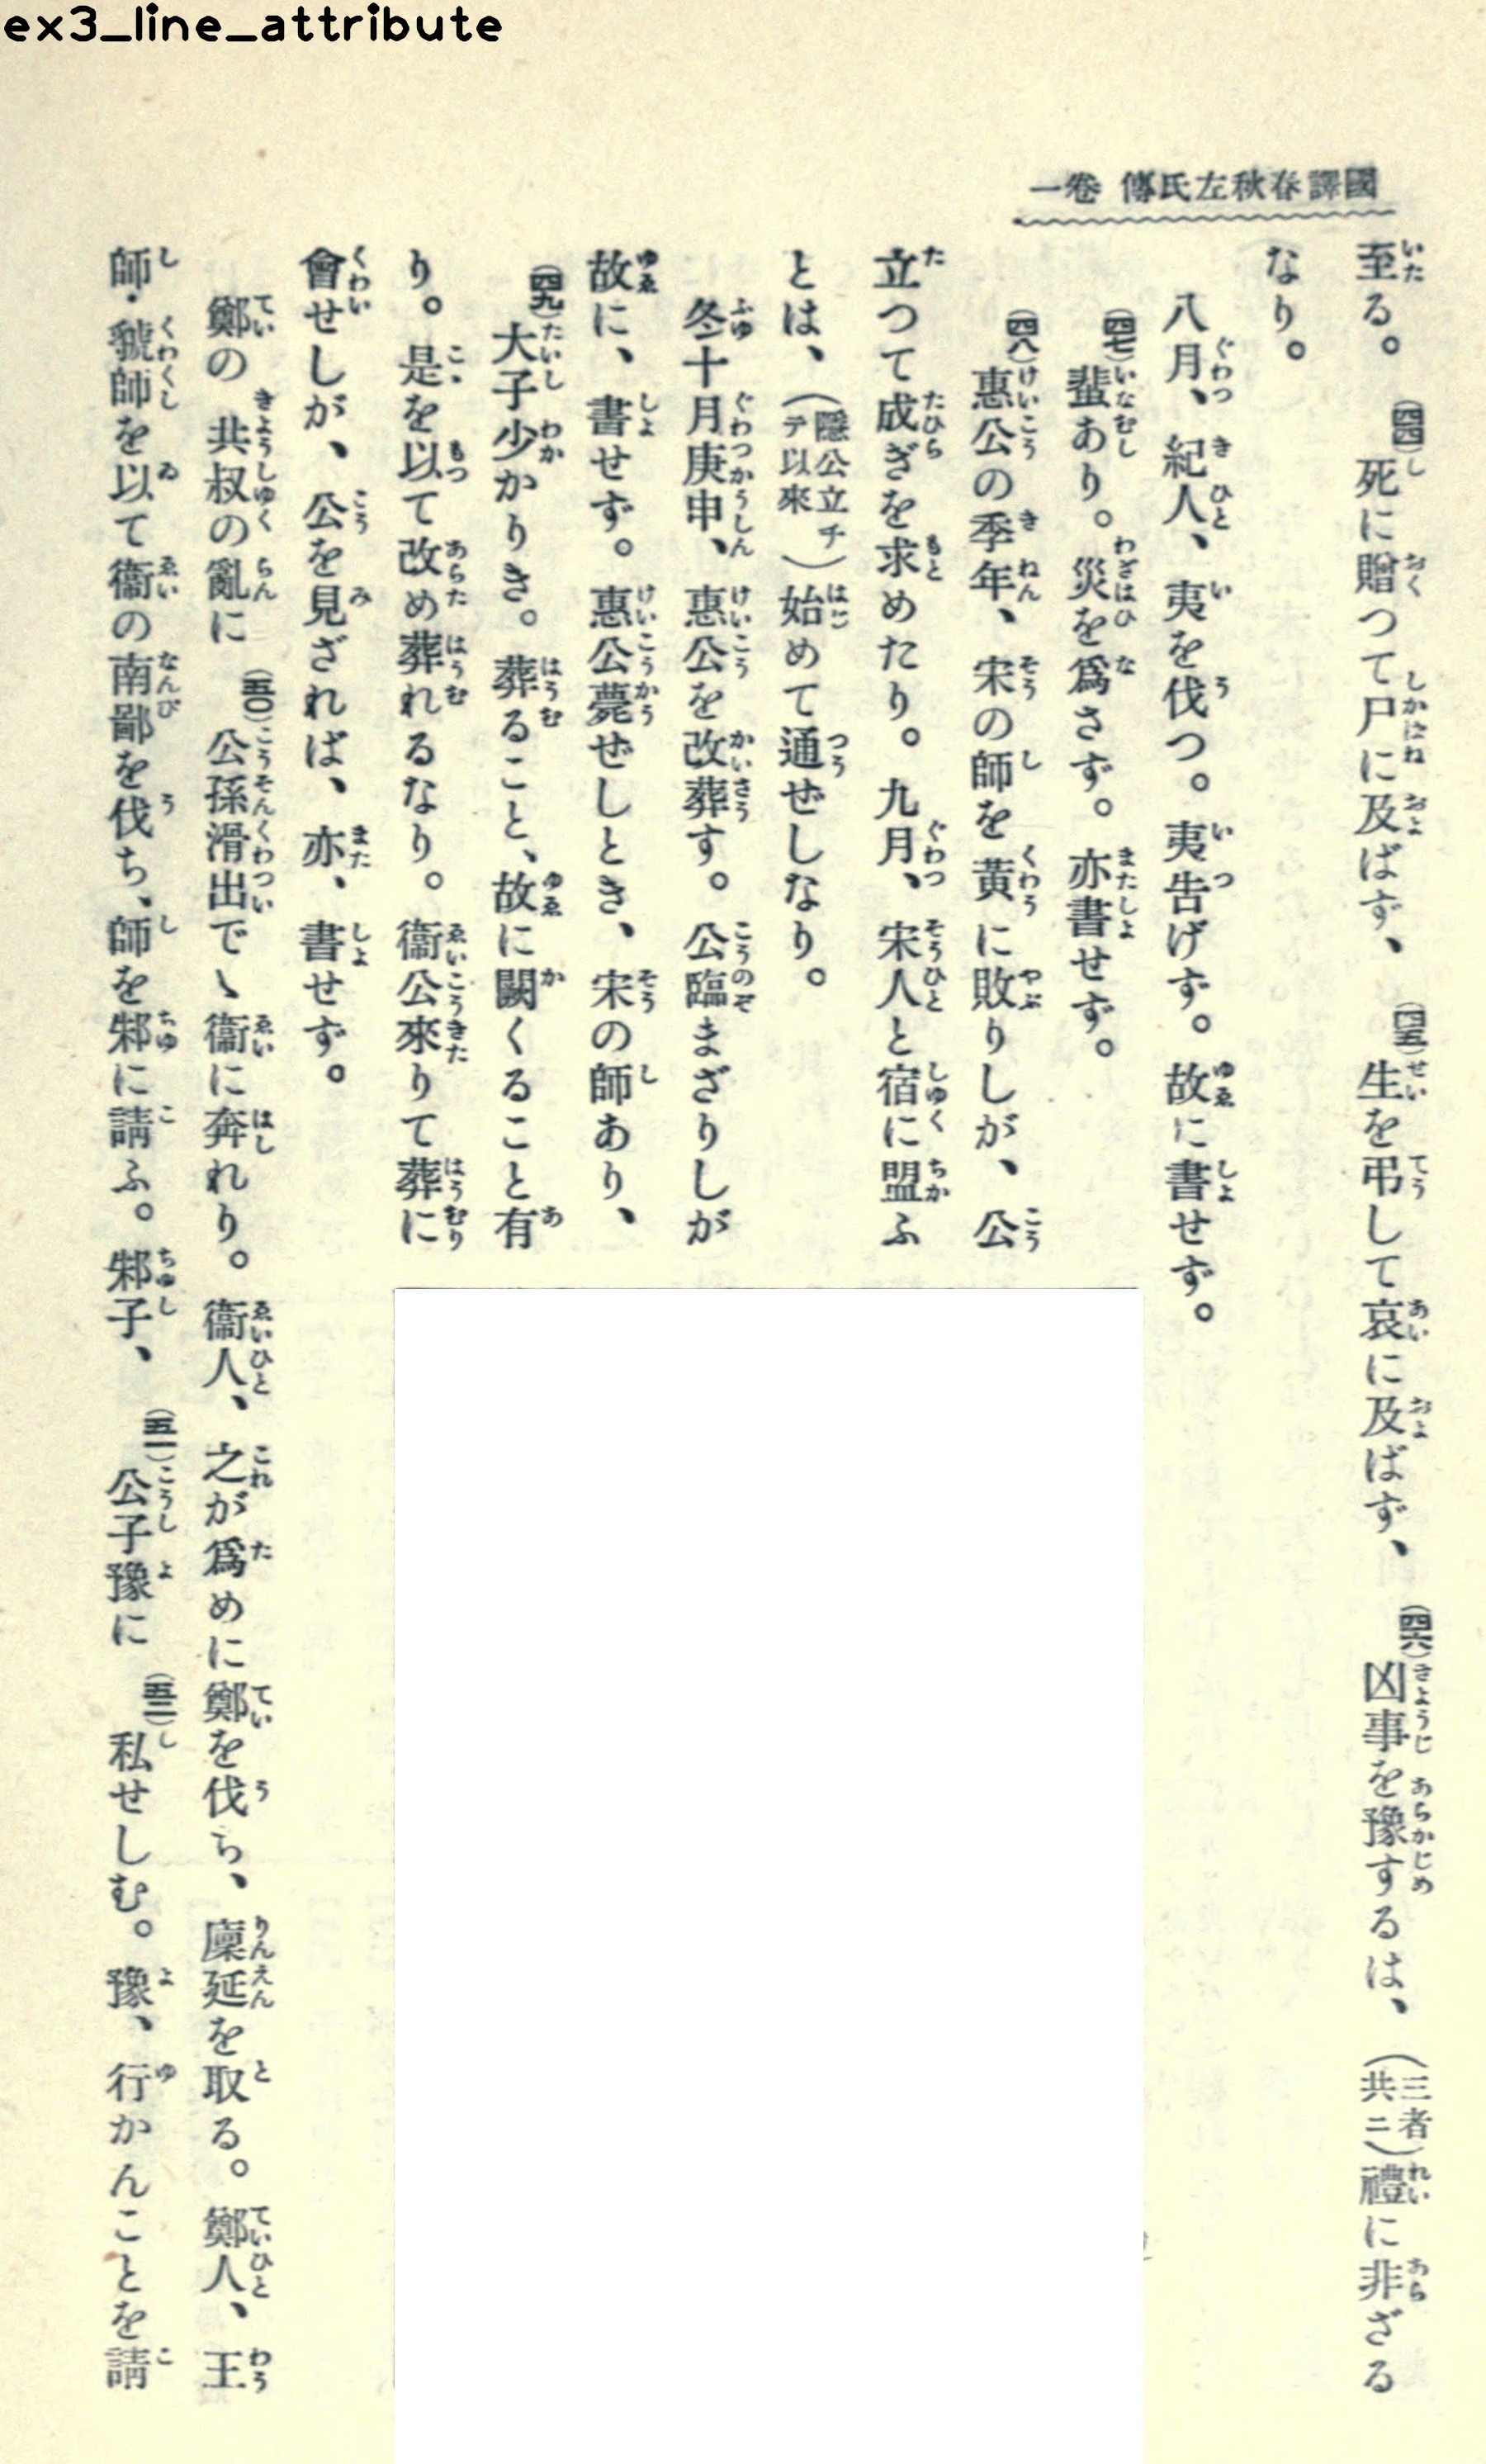 ex3_line_attribute
國譯春秋左氏傳 卷一
至る。(四四)死に贈つて尸に及ばず、(四五)生を弔して哀に及ばず、(四六)凶事を豫するは、(三者共ニ)禮に非ざる
なり。
八月、紀人、夷を伐つ。夷告げず。故に書せず。
(四七)蜚あり。災を爲さず。亦書せず。
(四八)惠公の季年、宋の師を黃に敗りしが、公
立つて成ぎを求めたり。九月、宋人と宿に盟ふ
とは、(隱公立チテ以來)始めて通ぜしなり。
冬十月庚申、惠公を改葬す。公臨まざりしが
故に、書せず。惠公薨ぜしとき、宋の師あり、
(四九)大子少かりき。葬ること、故に闕くること有
り。是を以て改め葬れるなり。衞公來りて葬に
會せしが、公を見ざれば、亦、書せず。
鄭の共叔の亂に(五〇)公孫滑出で、衞に奔れり。衞人、之が爲めに鄭を伐ち、廩延を取る。鄭人、王
師・虢師を以て衞の南鄙を伐ち、師を邾に請ふ。邾子、(五一)公子豫に(五二)私せしむ。豫、行かんことを請